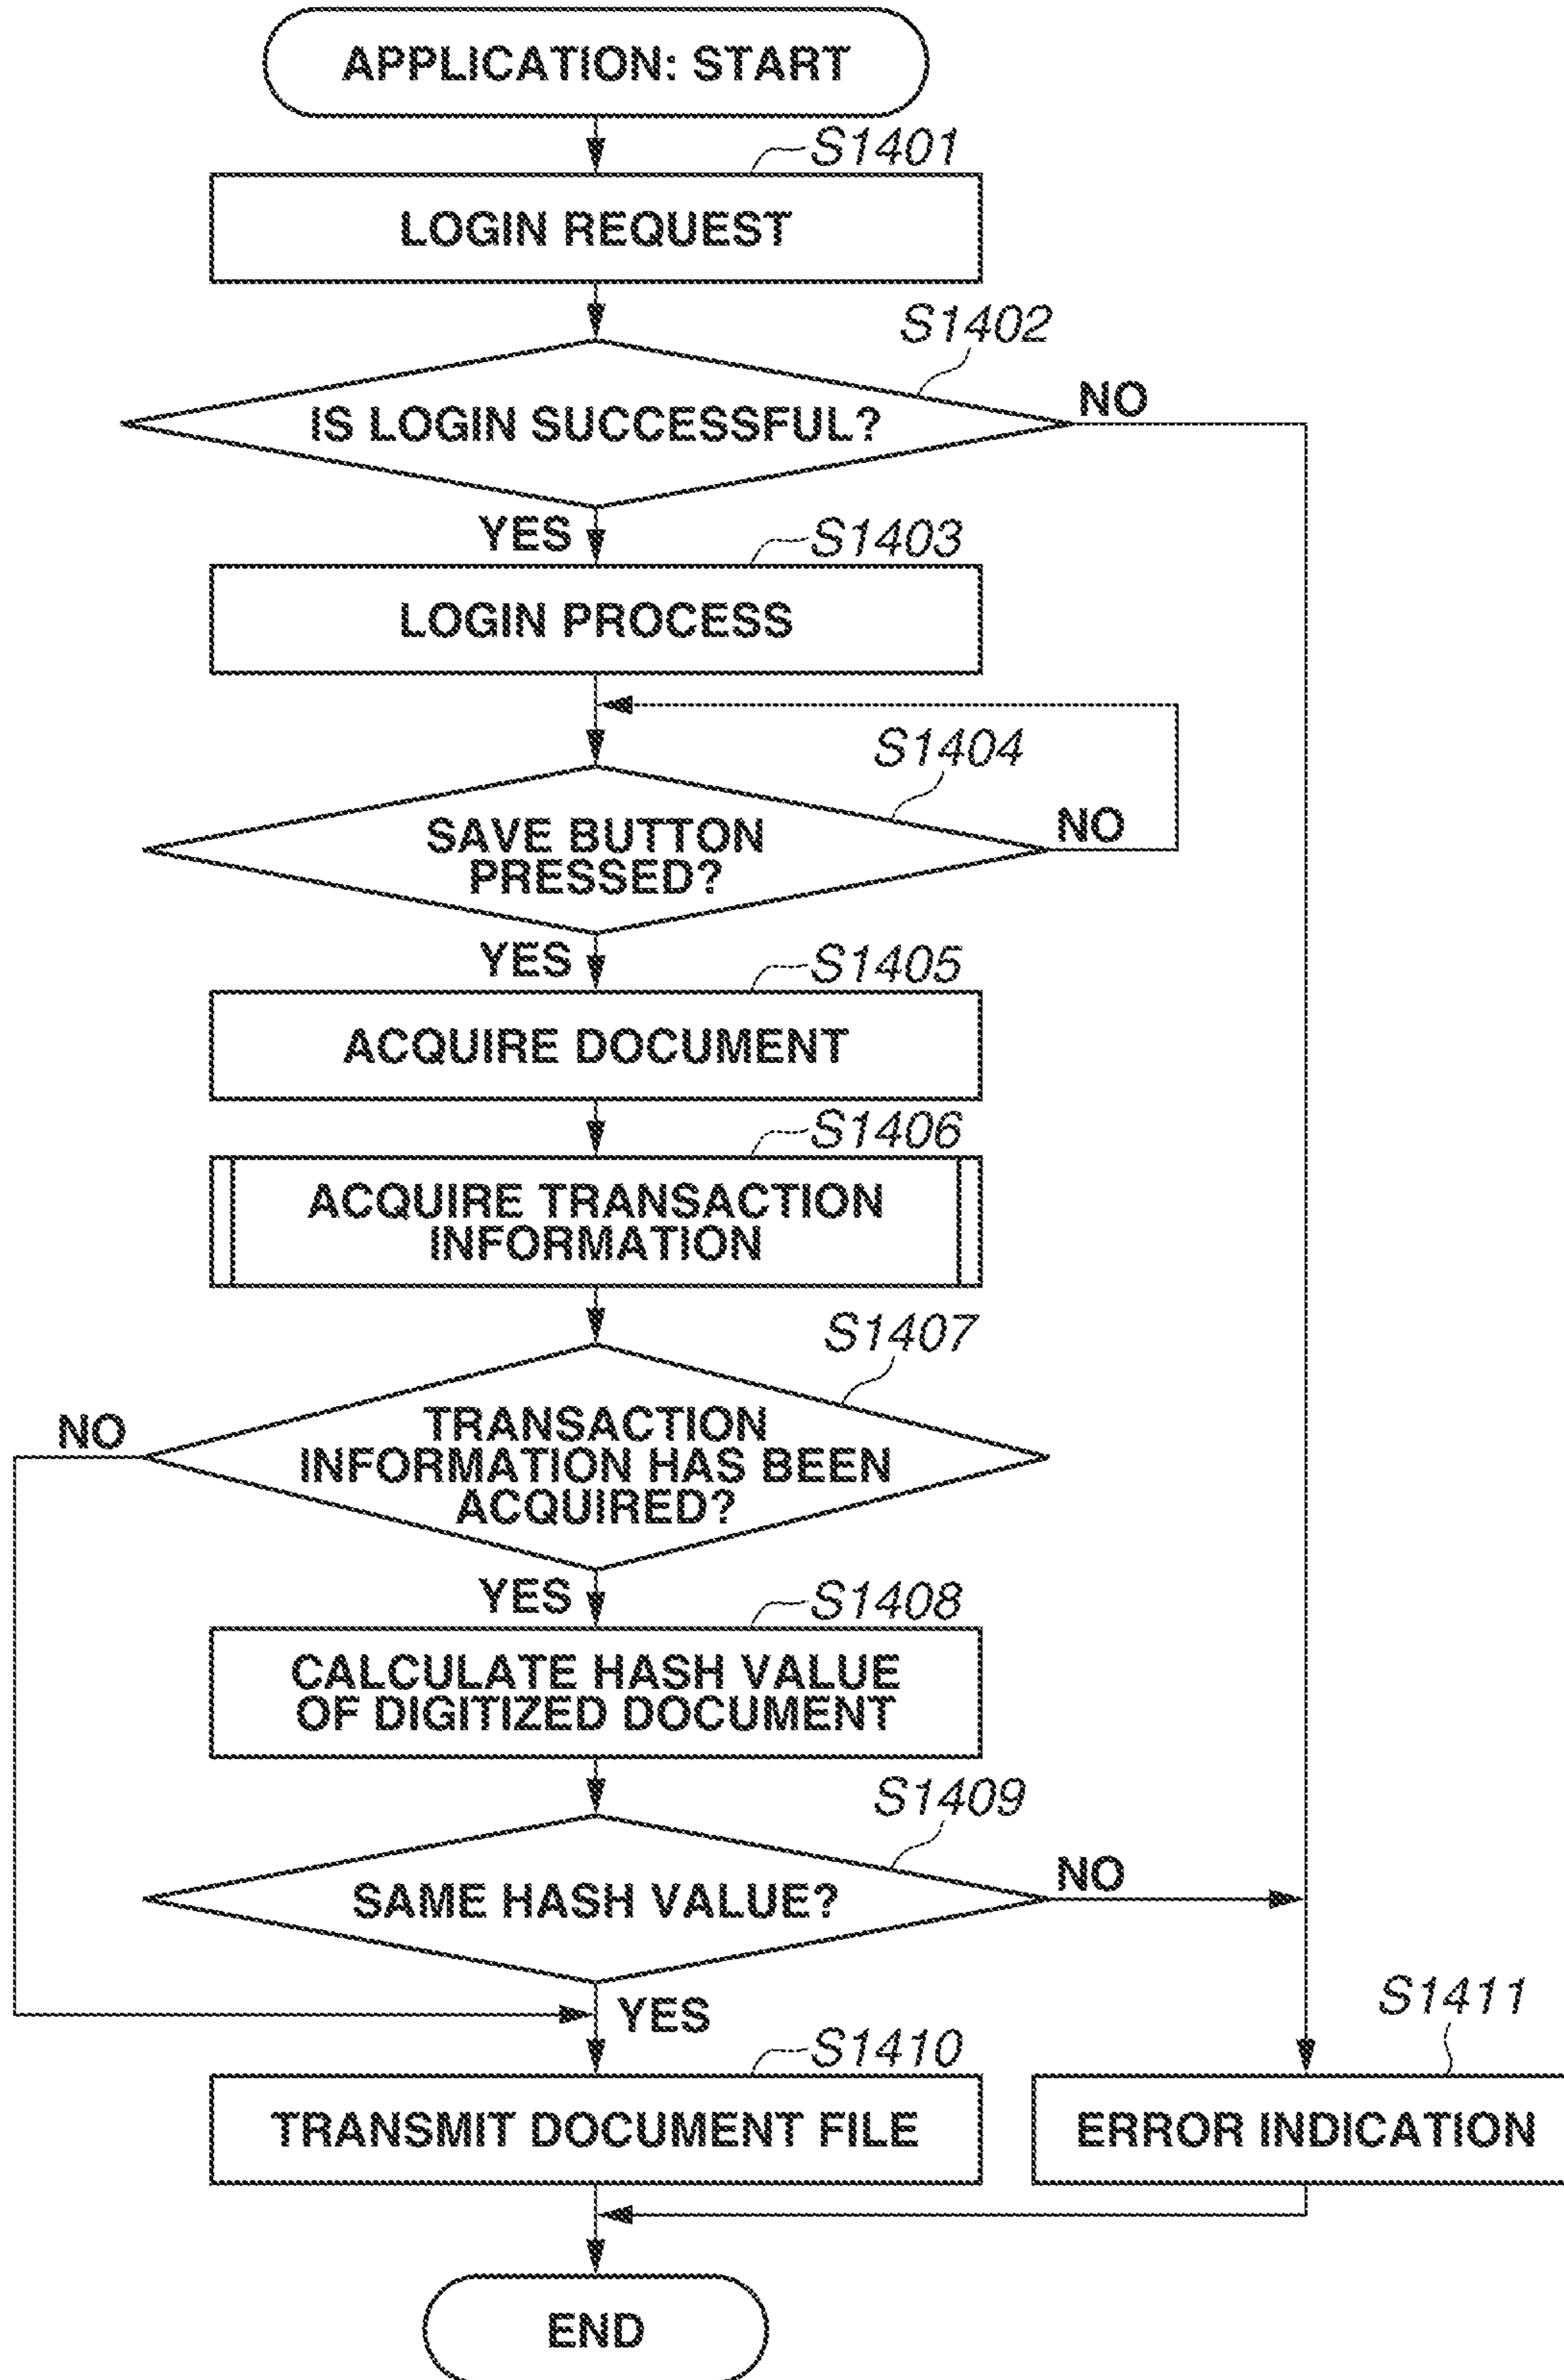 APPLICATION: START
S1401
LOGIN REQUEST
S1402
IS LOGIN SUCCESSFUL?
NO
YES
S1403
LOGIN PROCESS
S1404
SAVE BUTTON
PRESSED?
NO
YES
S1405
ACQUIRE DOCUMENT
S1406
ACQUIRE TRANSACTION
INFORMATION
S1407
NO
TRANSACTION
INFORMATION HAS BEEN
ACQUIRED?
YES
S1408
CALCULATE HASH VALUE
OF DIGITIZED DOCUMENT
S1409
SAME HASH VALUE?
NO
YES
S1410
S1411
TRANSMIT DOCUMENT FILE
ERROR INDICATION
END